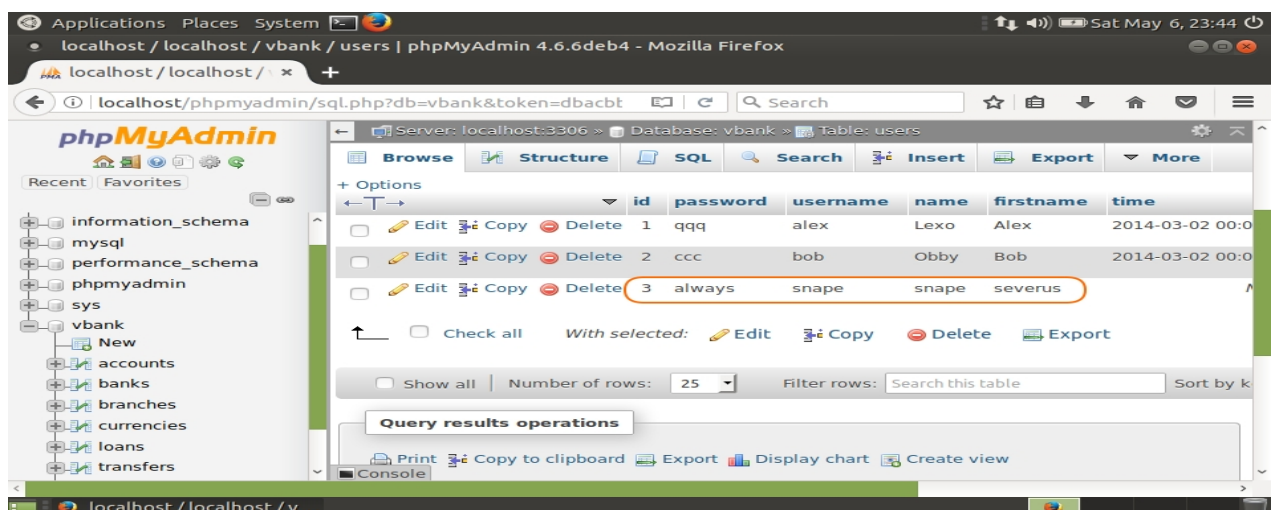 Applications Places System Sat May 6, 23:44
localhost / localhost / vbank / users | phpMyAdmin 4.6.6deb4 - Mozilla Firefox
localhost / localhost / × +
localhost/phpmyadmin/sql.php?db=vbank&token=dbacbt Search
phpMyAdmin
Recent Favorites
information_schema
mysql
performance_schema
phpmyadmin
sys
vbank
New
accounts
banks
branches
currencies
loans
transfers
Server: localhost:3306 » Database: vbank » Table: users
Browse Structure SQL Search Insert Export More
+ Options
←T→ id password username name firstname time
Edit Copy Delete 1 qqq alex Lexo Alex 2014-03-02 00:0
Edit Copy Delete 2 ccc bob Obby Bob 2014-03-02 00:0
Edit Copy Delete 3 always snape snape severus
Check all With selected: Edit Copy Delete Export
Show all | Number of rows: 25 Filter rows: Search this table Sort by k
Query results operations
Print Copy to clipboard Export Display chart Create view
Console
localhost / localhost / v...